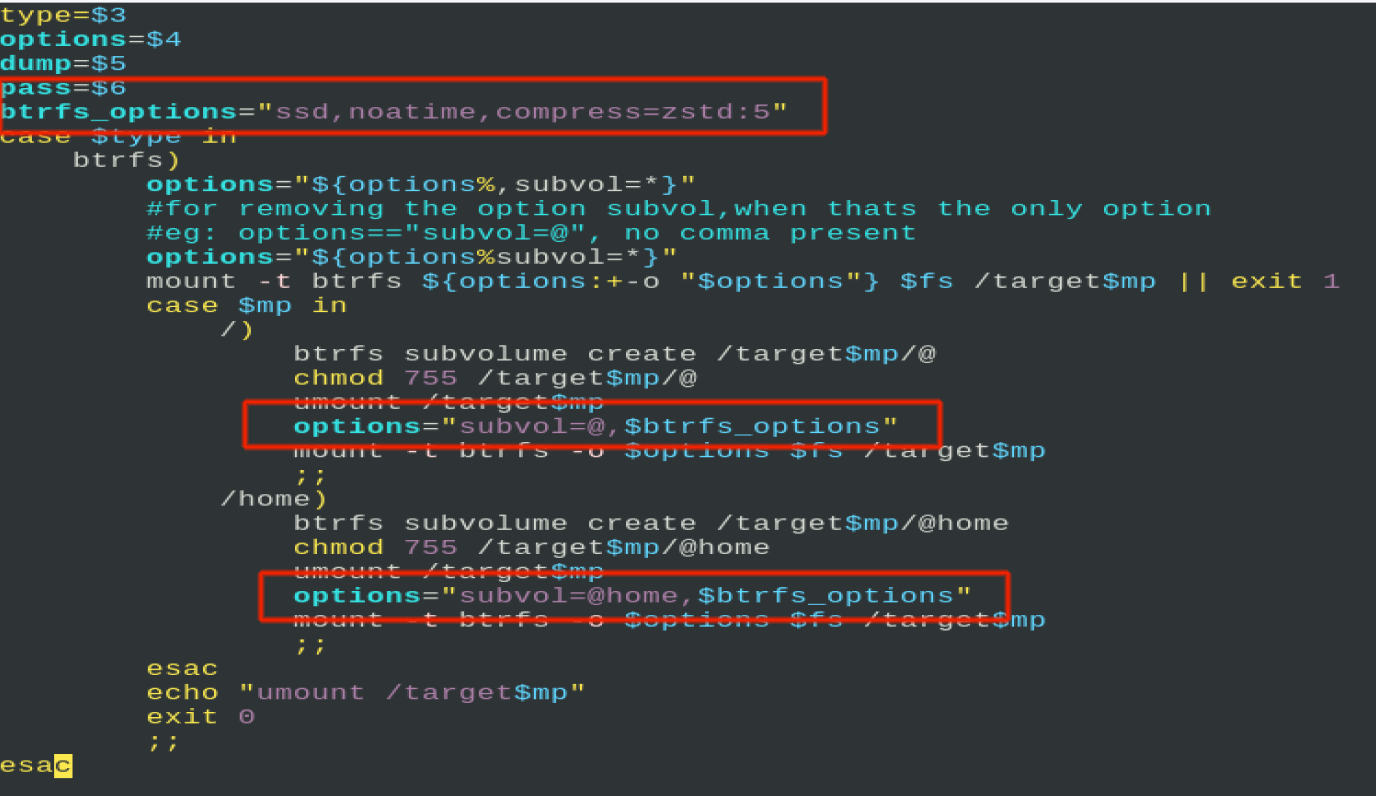 type=$3
options=$4
dump=$5
pass=$6
btrfs_options="ssd,noatime,compress=zstd:5"
case $type in
    btrfs)
        options="${options%,subvol=*}"
        #for removing the option subvol,when thats the only option
        #eg: options=="subvol=@", no comma present
        options="${options%subvol=*}"
        mount -t btrfs ${options:+-o "$options"} $fs /target$mp || exit 1
        case $mp in
            /)
                btrfs subvolume create /target$mp/@
                chmod 755 /target$mp/@
                umount /target$mp
                options="subvol=@,$btrfs_options"
                mount -t btrfs -o $options $fs /target$mp
                ;;
            /home)
                btrfs subvolume create /target$mp/@home
                chmod 755 /target$mp/@home
                umount /target$mp
                options="subvol=@home,$btrfs_options"
                mount -t btrfs -o $options $fs /target$mp
                ;;
        esac
        echo "umount /target$mp"
        exit 0
        ;;
esac